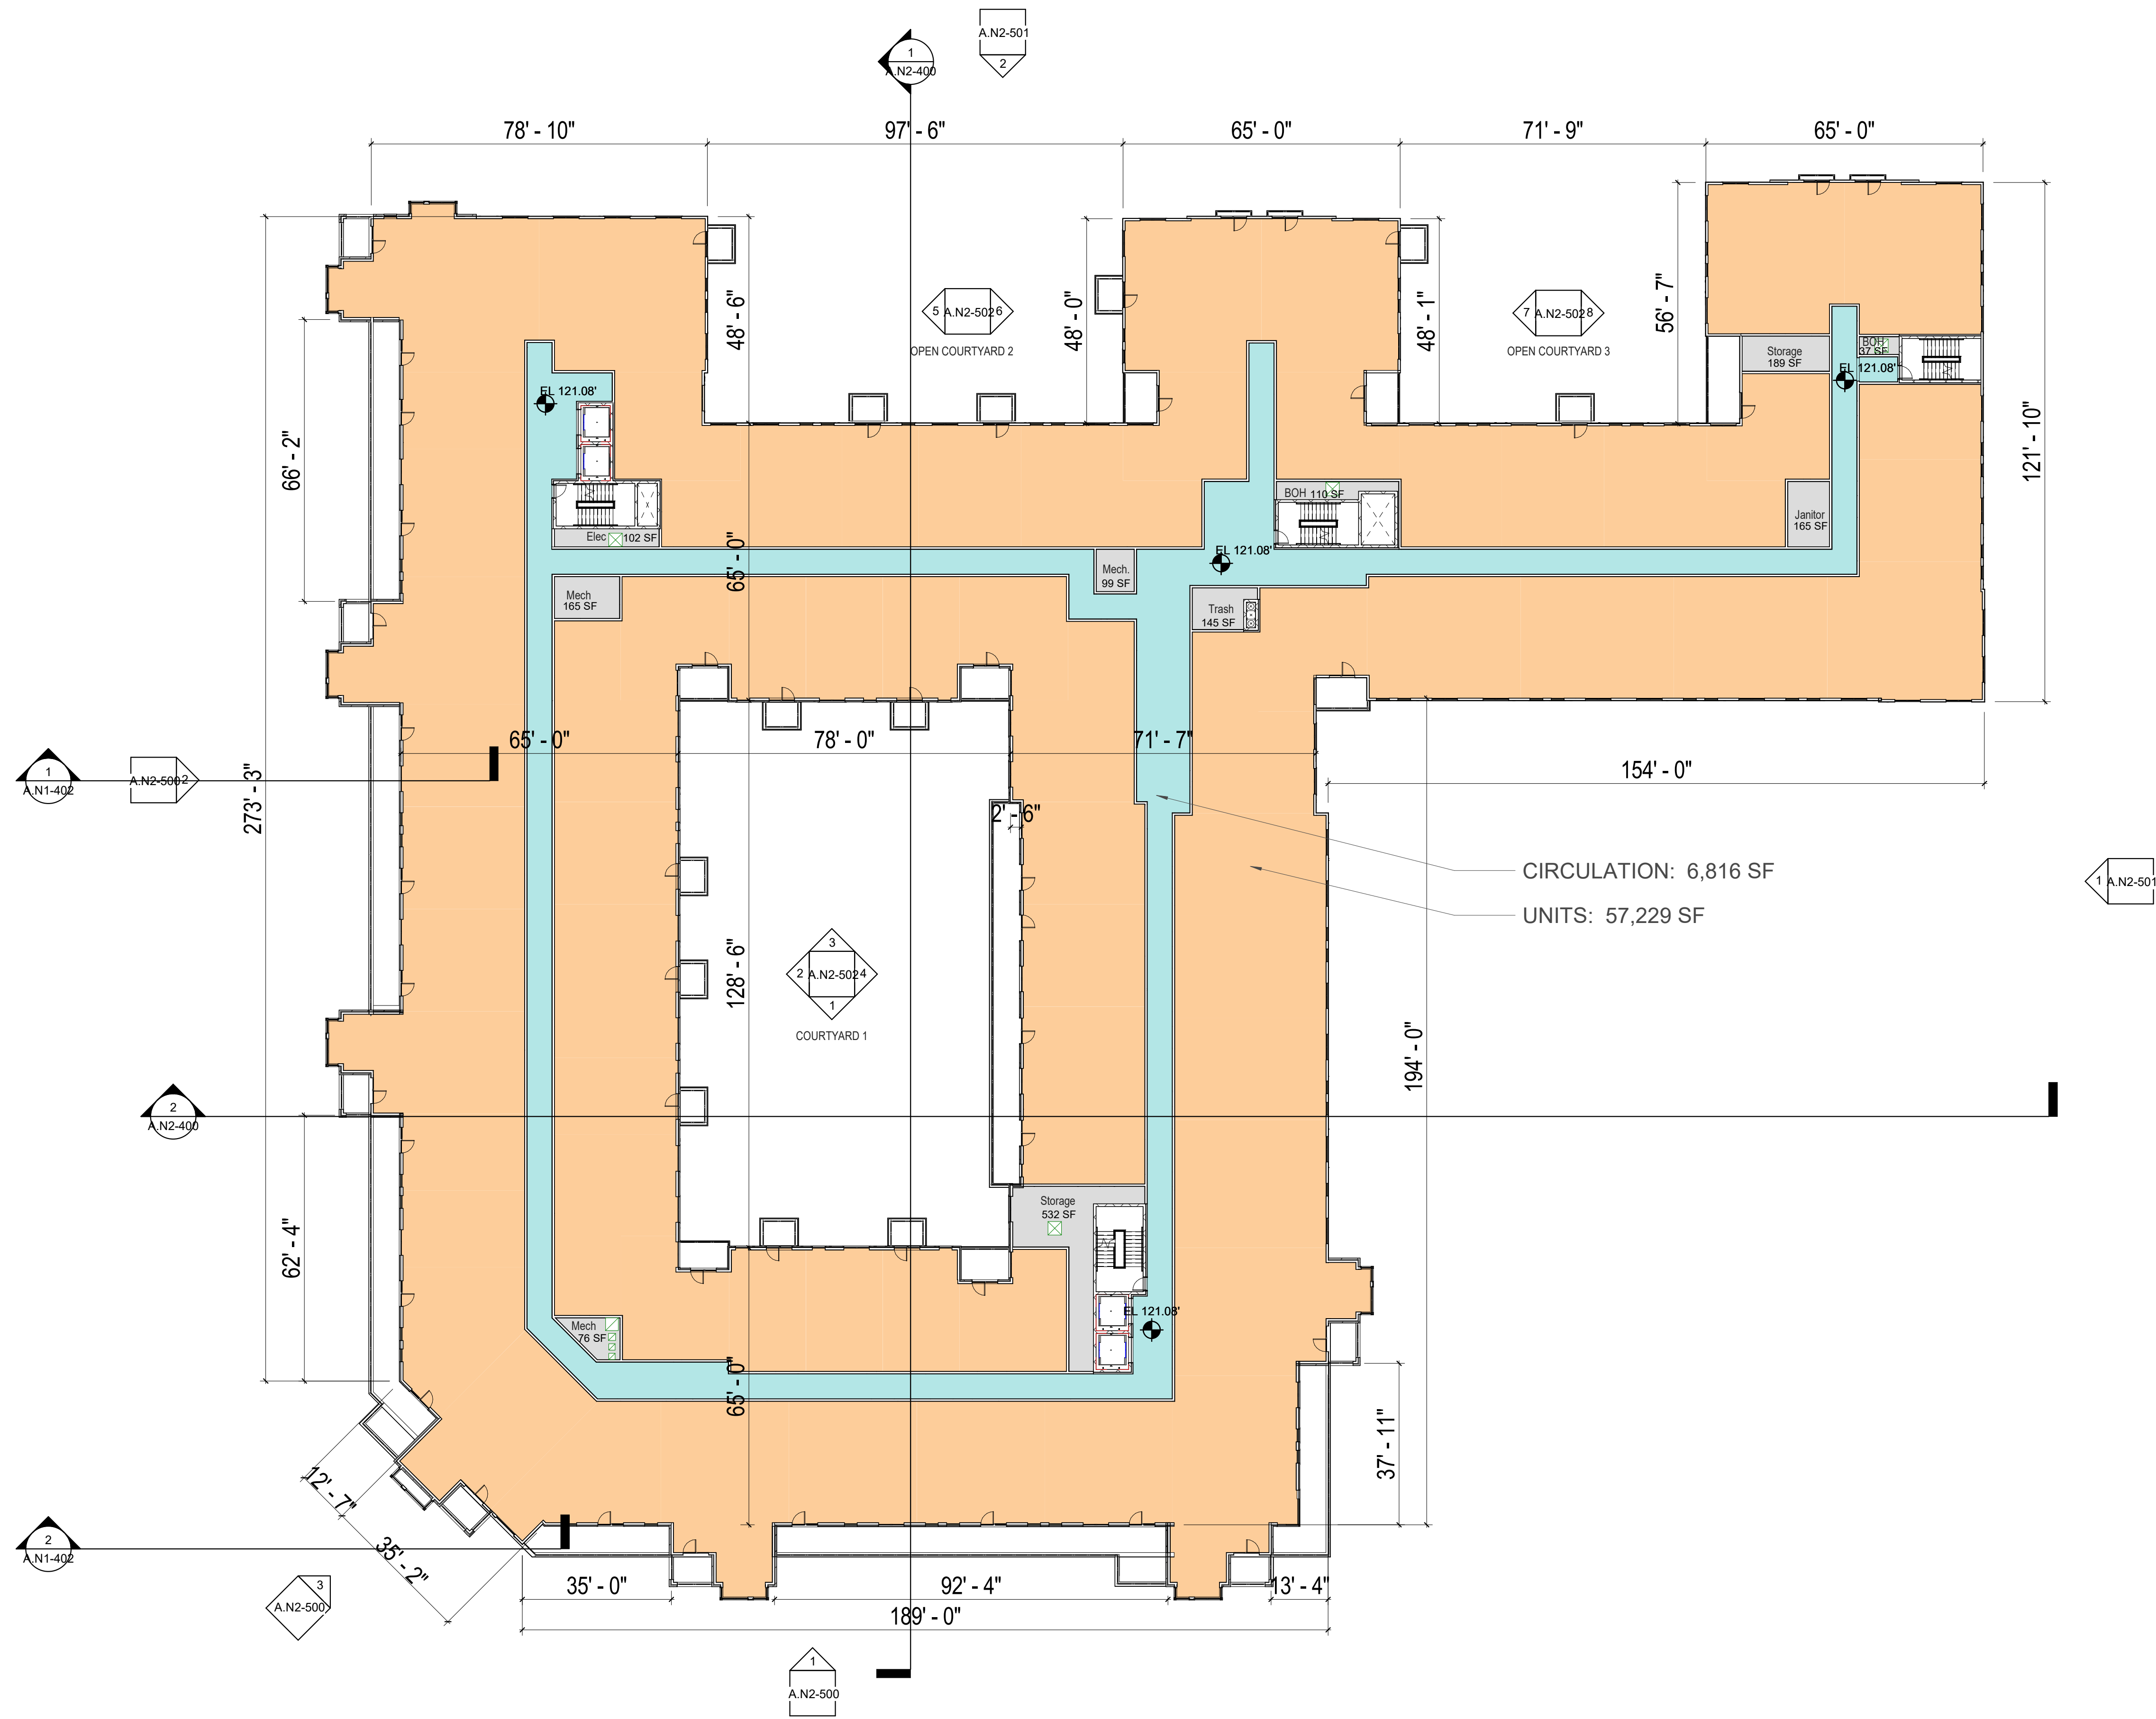 A.N2-501
2
1
A.N2-400
78' - 10"
97' - 6"
65' - 0"
71' - 9"
65' - 0"
48' - 6"
5 A.N2-502 6
OPEN COURTYARD 2
48' - 0"
48' - 1"
7 A.N2-502 8
OPEN COURTYARD 3
56' - 7"
Storage
189 SF
BOH
37 SF
EL 121.08'
EL 121.08'
121' - 10"
66' - 2"
BOH 110 SF
Janitor
165 SF
Elec 102 SF
65' - 0"
EL 121.08'
Mech.
99 SF
Mech
165 SF
Trash
145 SF
65' - 0"
78' - 0"
71' - 7"
154' - 0"
1
A.N1-402
A.N2-500 2
273' - 3"
2' - 6"
CIRCULATION: 6,816 SF
UNITS: 57,229 SF
1 A.N2-501
3
2 A.N2-502 4
1
COURTYARD 1
128' - 6"
194' - 0"
2
A.N2-400
Storage
532 SF
62' - 4"
EL 121.08'
Mech
76 SF
65' - 0"
37' - 11"
12' - 7"
35' - 2"
2
A.N1-402
3
A.N2-500
35' - 0"
92' - 4"
13' - 4"
189' - 0"
1
A.N2-500